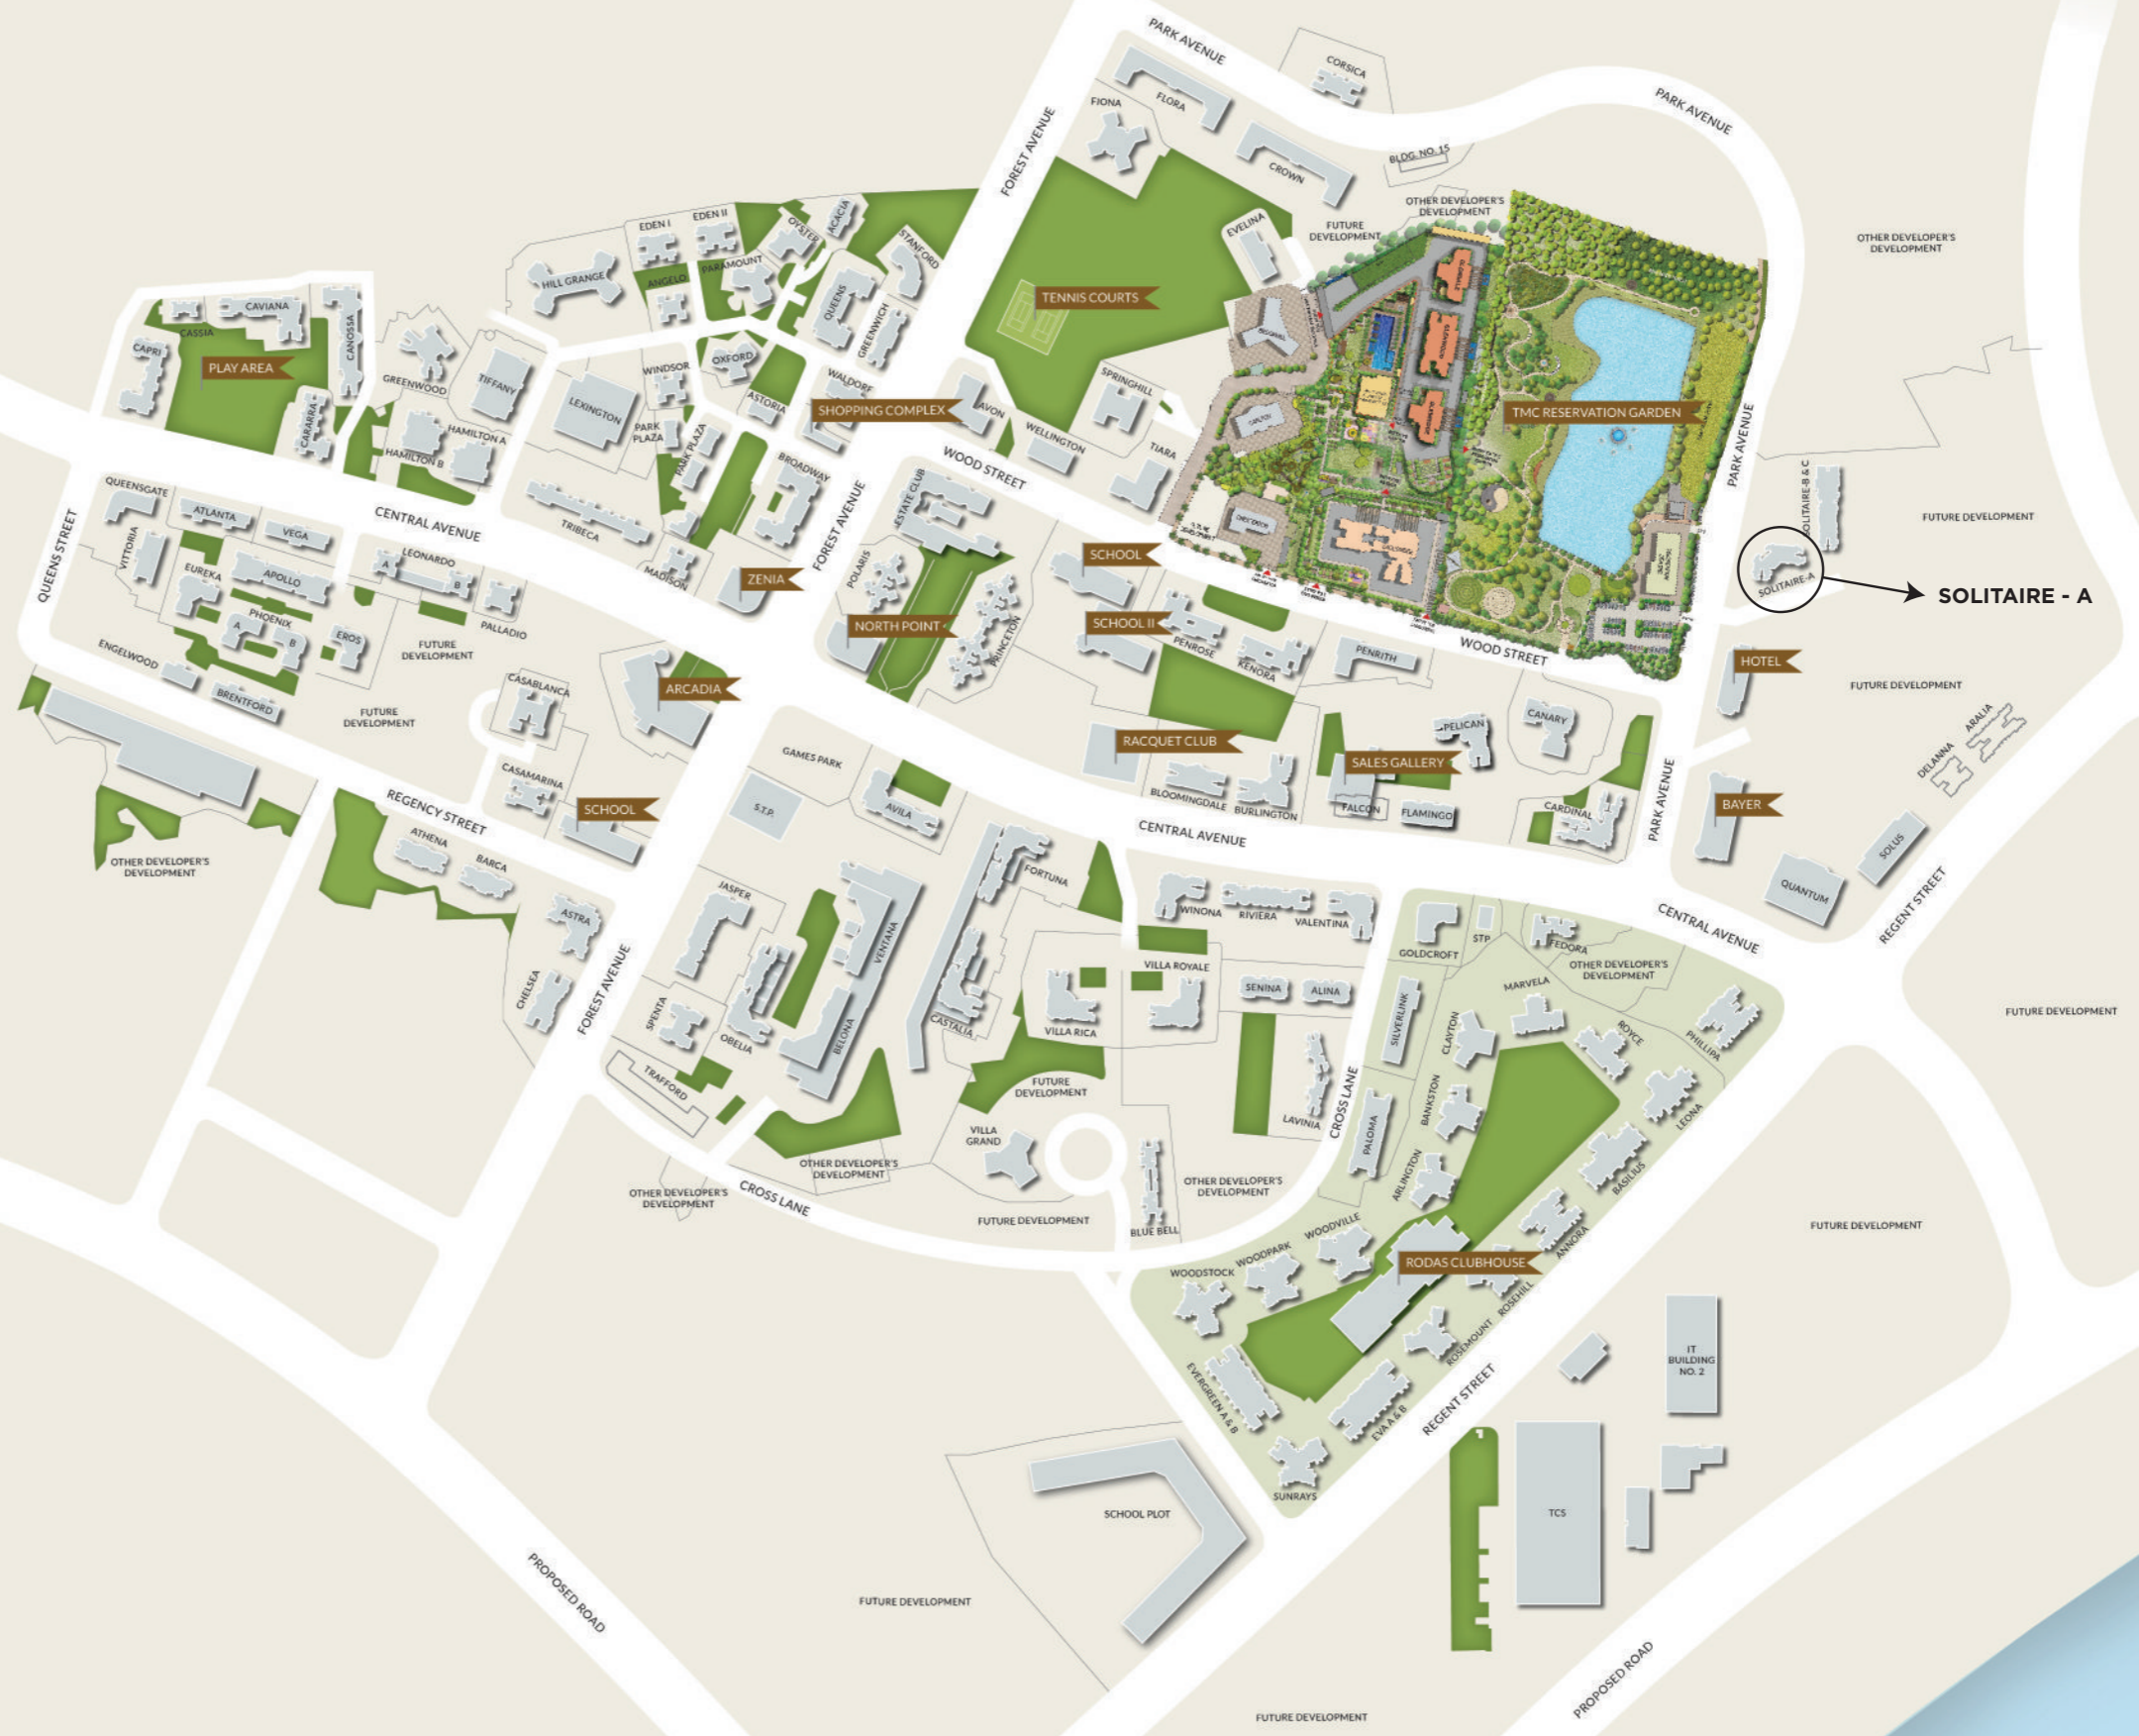 PARK AVENUE
CORSICA
PARK AVENUE
FLORA
FIONA
CROWN
BLDG. NO. 15
FOREST AVENUE
OTHER DEVELOPER'S
DEVELOPMENT
EVELINA
FUTURE
DEVELOPMENT
OTHER DEVELOPER'S
DEVELOPMENT
EDEN I
EDEN II
OYSTER
ACACIA
STANFORD
HILL GRANGE
ANGELO
PARAMOUNT
QUEENS
GREENWICH
TENNIS COURTS
CASSIA
CAVIANA
CANOSSA
CAPRI
PLAY AREA
CARARRA
GREENWOOD
TIFFANY
LEXINGTON
WINDSOR
OXFORD
ASTORIA
WALDORF
SHOPPING COMPLEX
AVON
SPRINGHILL
WELLINGTON
TIARA
CARLTON
TMC RESERVATION GARDEN
PARK AVENUE
HAMILTON A
HAMILTON B
PARK
PLAZA
PARK PLAZA
BROADWAY
TRIBECA
MADISON
ZENIA
FOREST AVENUE
ESTATE CLUB
WOOD STREET
POLARIS
NORTH POINT
PRINCETON
SCHOOL
SCHOOL II
PENROSE
KENORA
PENRITH
WOOD STREET
SOLITAIRE-B & C
SOLITAIRE-A
SOLITAIRE - A
FUTURE DEVELOPMENT
HOTEL
FUTURE DEVELOPMENT
QUEENS STREET
QUEENSGATE
VITTORIA
ATLANTA
VEGA
CENTRAL AVENUE
EUREKA
APOLLO
A
LEONARDO
B
PALLADIO
PHOENIX
A
B
EROS
FUTURE
DEVELOPMENT
ENGELWOOD
BRENTFORD
FUTURE
DEVELOPMENT
CASABLANCA
ARCADIA
CASAMARINA
SCHOOL
REGENCY STREET
OTHER DEVELOPER'S
DEVELOPMENT
ATHENA
BARCA
ASTRA
CHELSEA
FOREST AVENUE
GAMES PARK
S.T.P.
AVILA
RACQUET CLUB
BLOOMINGDALE
BURLINGTON
SALES GALLERY
PELICAN
CANARY
FALCON
FLAMINGO
CARDINAL
PARK AVENUE
BAYER
DELANNA
ARALIA
SOLUS
QUANTUM
REGENT STREET
CENTRAL AVENUE
CENTRAL AVENUE
JASPER
SPENTA
OBELIA
TRAFFORD
VENTANA
BELONA
FORTUNA
CASTALIA
WINONA
RIVIERA
VALENTINA
VILLA ROYALE
VILLA RICA
SENINA
ALINA
FUTURE
DEVELOPMENT
LAVINIA
CROSS LANE
VILLA
GRAND
OTHER DEVELOPER'S
DEVELOPMENT
OTHER DEVELOPER'S
DEVELOPMENT
CROSS LANE
FUTURE DEVELOPMENT
BLUE BELL
OTHER DEVELOPER'S
DEVELOPMENT
GOLDCROFT
STP
FEDORA
OTHER DEVELOPER'S
DEVELOPMENT
SILVERLINK
MARVELA
CLAYTON
ROYCE
PHILLIPA
BANKSTON
LEONA
PALOMA
ARLINGTON
BASILIUS
ANNORA
WOODVILLE
WOODPARK
WOODSTOCK
RODAS CLUBHOUSE
ROSEHILL
ROSEMOUNT
EVERGREEN A & B
EVA A & B
SUNRAYS
REGENT STREET
FUTURE DEVELOPMENT
FUTURE DEVELOPMENT
IT
BUILDING
NO. 2
TCS
SCHOOL PLOT
FUTURE DEVELOPMENT
PROPOSED ROAD
PROPOSED ROAD
FUTURE DEVELOPMENT